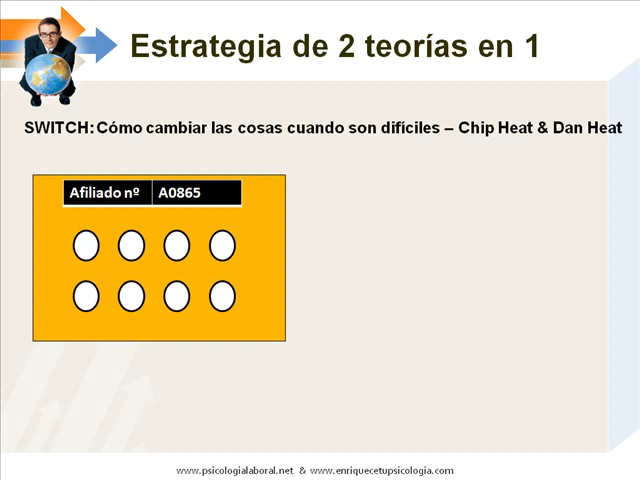 Estrategia de 2 teorías en 1
SWITCH: Cómo cambiar las cosas cuando son difíciles – Chip Heat & Dan Heat
Afiliado nº A0865
www.psicologialaboral.net & www.enriquecetupsicologia.com